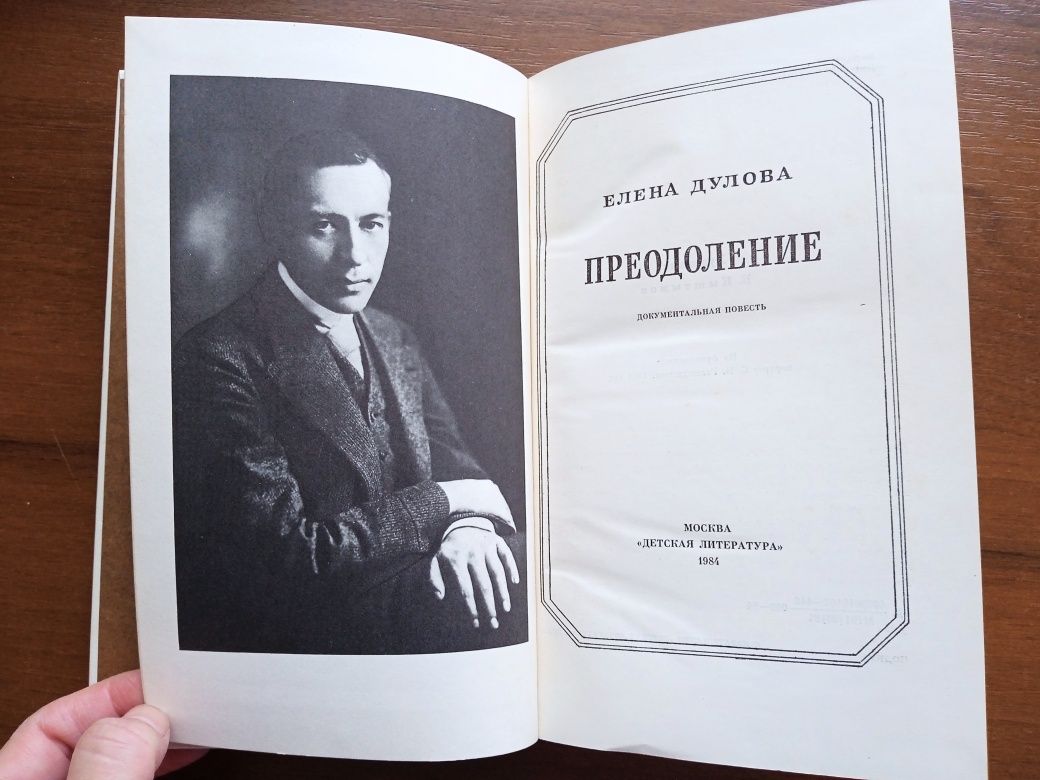 ЕЛЕНА ДУЛОВА
ПРЕОДОЛЕНИЕ
ДОКУМЕНТАЛЬНАЯ ПОВЕСТЬ
МОСКВА
«ДЕТСКАЯ ЛИТЕРАТУРА»
1984